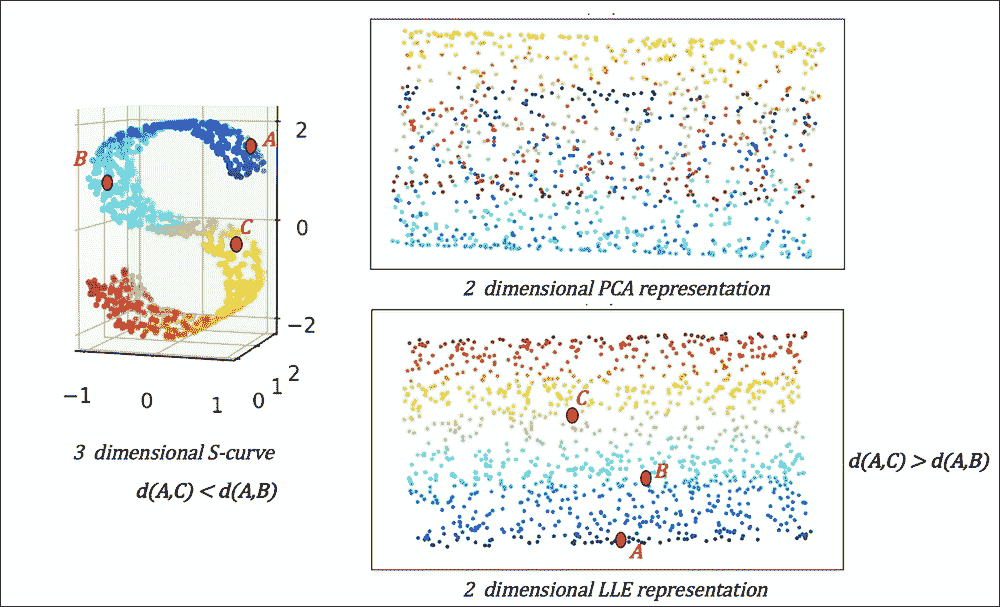 A
B
C
2
0
−2
−1
0
1
0
1
2
3 dimensional S-curve
d(A,C) < d(A,B)
2 dimensional PCA representation
C
B
A
d(A,C) > d(A,B)
2 dimensional LLE representation